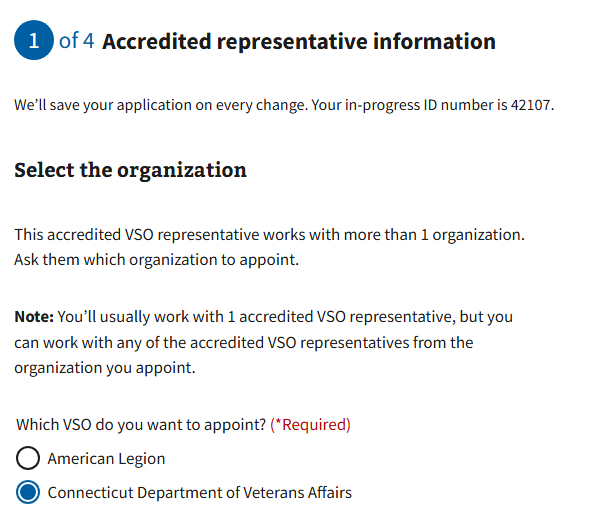 1 of 4 Accredited representative information
We’ll save your application on every change. Your in-progress ID number is 42107.
Select the organization
This accredited VSO representative works with more than 1 organization.
Ask them which organization to appoint.
Note: You’ll usually work with 1 accredited VSO representative, but you
can work with any of the accredited VSO representatives from the
organization you appoint.
Which VSO do you want to appoint? (*Required)
American Legion
Connecticut Department of Veterans Affairs